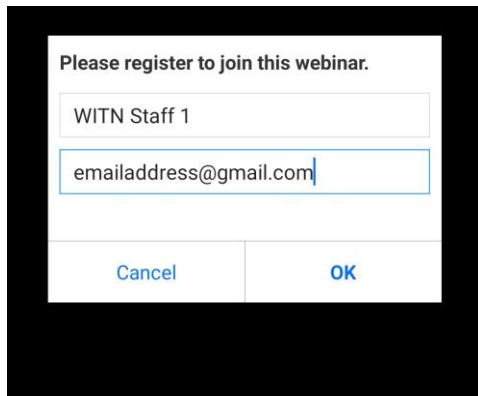 Please register to join this webinar.
WITN Staff 1
emailaddress@gmail.com
Cancel OK